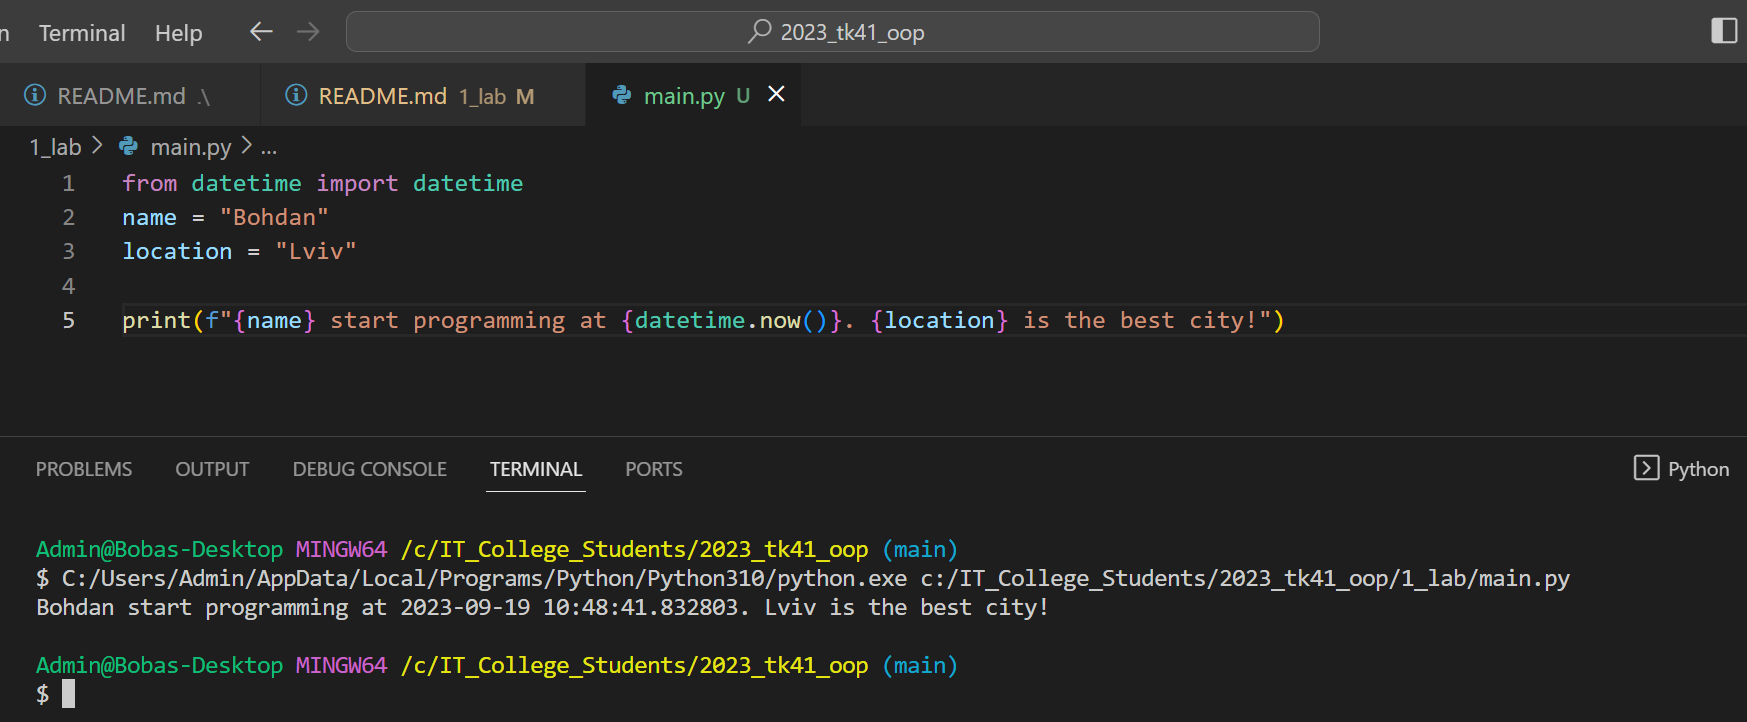 n Terminal Help 2023_tk41_oop
README.md .\ README.md 1_lab M main.py U
1_lab > main.py > ...
1 from datetime import datetime
2 name = "Bohdan"
3 location = "Lviv"
4
5 print(f"{name} start programming at {datetime.now()}. {location} is the best city!")
PROBLEMS OUTPUT DEBUG CONSOLE TERMINAL PORTS Python
Admin@Bobas-Desktop MINGW64 /c/IT_College_Students/2023_tk41_oop (main)
$ C:/Users/Admin/AppData/Local/Programs/Python/Python310/python.exe c:/IT_College_Students/2023_tk41_oop/1_lab/main.py
Bohdan start programming at 2023-09-19 10:48:41.832803. Lviv is the best city!
Admin@Bobas-Desktop MINGW64 /c/IT_College_Students/2023_tk41_oop (main)
$